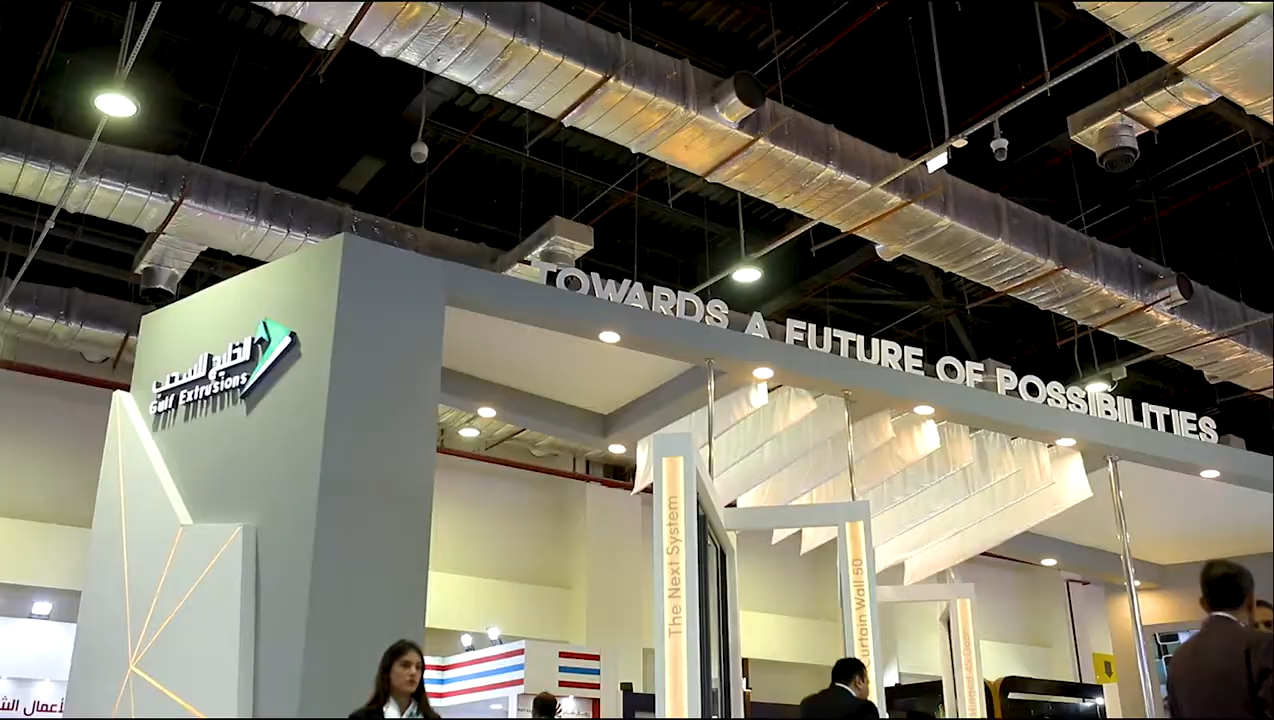 TOWARDS A FUTURE OF POSSIBILITIES
الخليج للسحب
Gulf Extrusions
The Next System
Curtain Wall 50